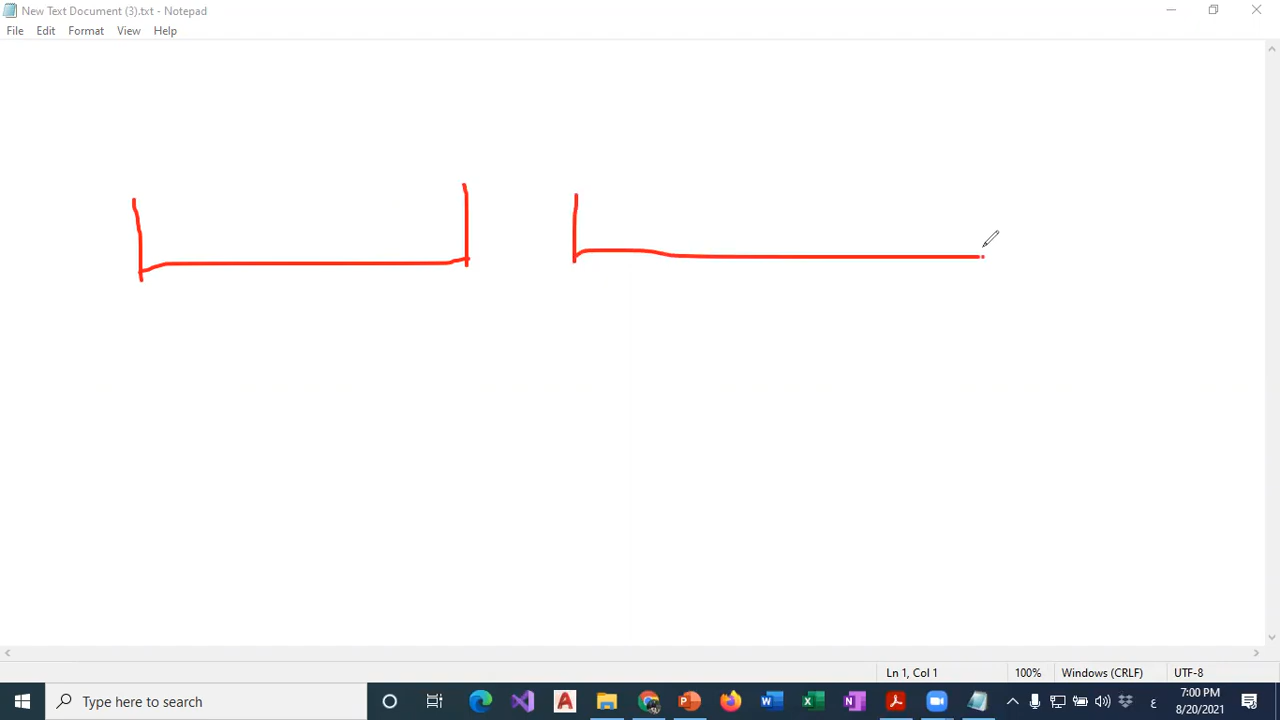 New Text Document (3).txt - Notepad
File Edit Format View Help
Ln 1, Col 1 100% Windows (CRLF) UTF-8
Type here to search
ع 7:00 PM
8/20/2021